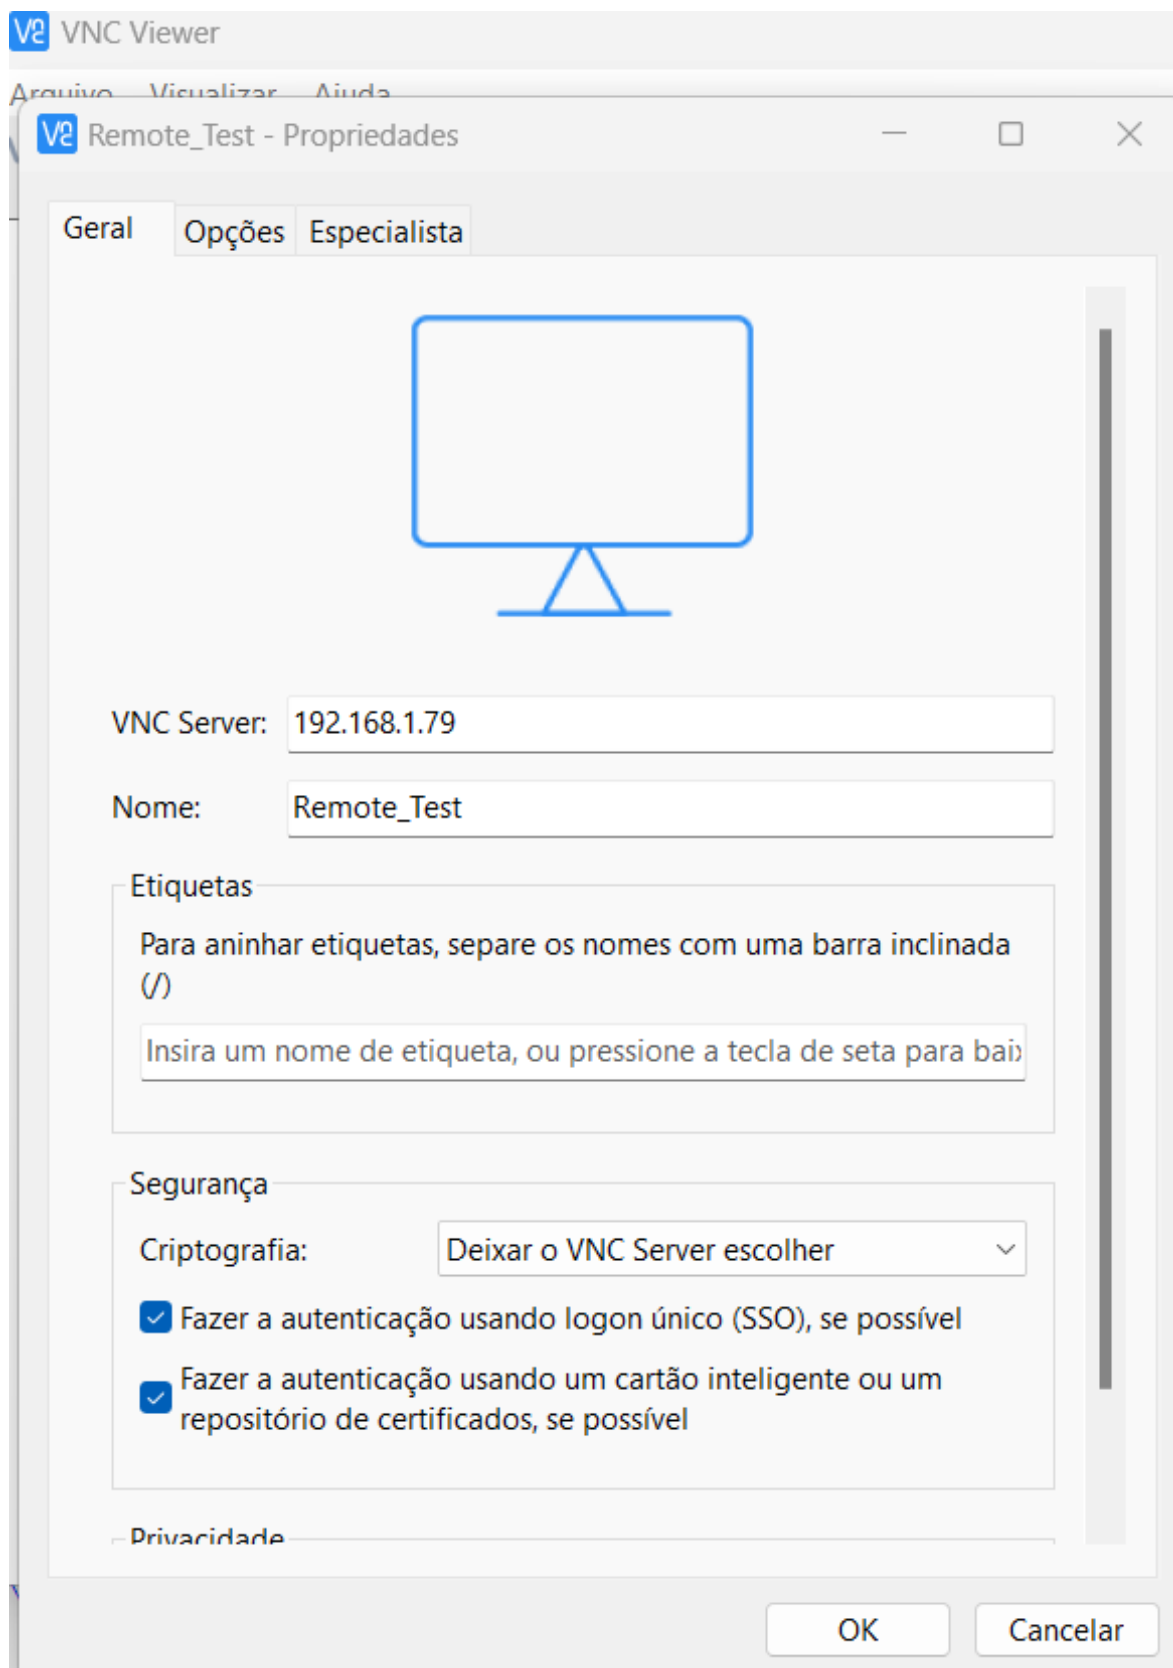 VNC Viewer
Arquivo Visualizar Ajuda
Remote_Test - Propriedades
Geral Opções Especialista
VNC Server: 192.168.1.79
Nome: Remote_Test
Etiquetas
Para aninhar etiquetas, separe os nomes com uma barra inclinada
(/)
Insira um nome de etiqueta, ou pressione a tecla de seta para baix
Segurança
Criptografia: Deixar o VNC Server escolher
Fazer a autenticação usando logon único (SSO), se possível
Fazer a autenticação usando um cartão inteligente ou um
repositório de certificados, se possível
Privacidade
OK Cancelar